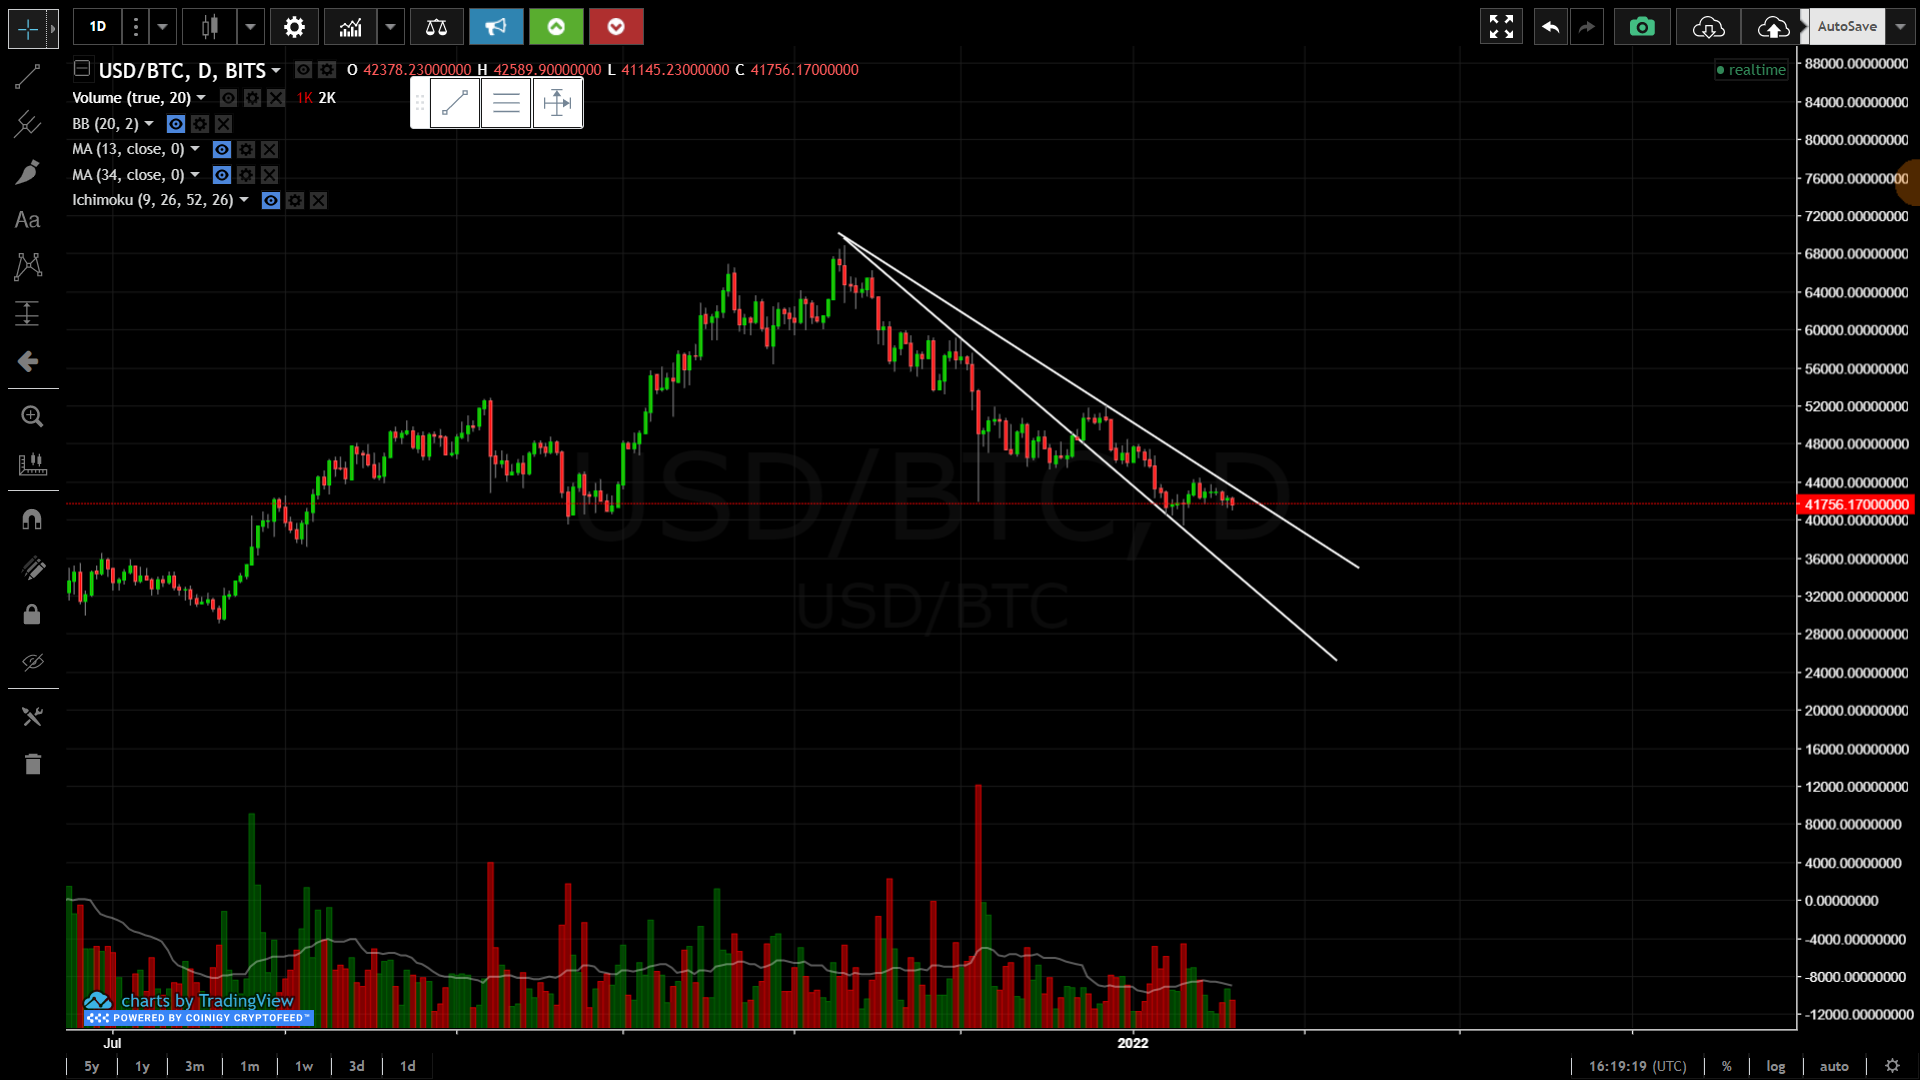 1D
AutoSave
USD/BTC, D, BITS O 42378.23000000 H 42589.90000000 L 41145.23000000 C 41756.17000000
realtime
Volume (true, 20) 1K 2K
BB (20, 2)
MA (13, close, 0)
MA (34, close, 0)
Ichimoku (9, 26, 52, 26)
Aa
USD/BTC, D
USD/BTC
88000.00000000
84000.00000000
80000.00000000
76000.00000000
72000.00000000
68000.00000000
64000.00000000
60000.00000000
56000.00000000
52000.00000000
48000.00000000
44000.00000000
41756.17000000
40000.00000000
36000.00000000
32000.00000000
28000.00000000
24000.00000000
20000.00000000
16000.00000000
12000.00000000
8000.00000000
4000.00000000
0.00000000
-4000.00000000
-8000.00000000
-12000.00000000
charts by TradingView
POWERED BY COINIGY CRYPTOFEED™
Jul 2022
5y 1y 3m 1m 1w 3d 1d 16:19:19 (UTC) % log auto